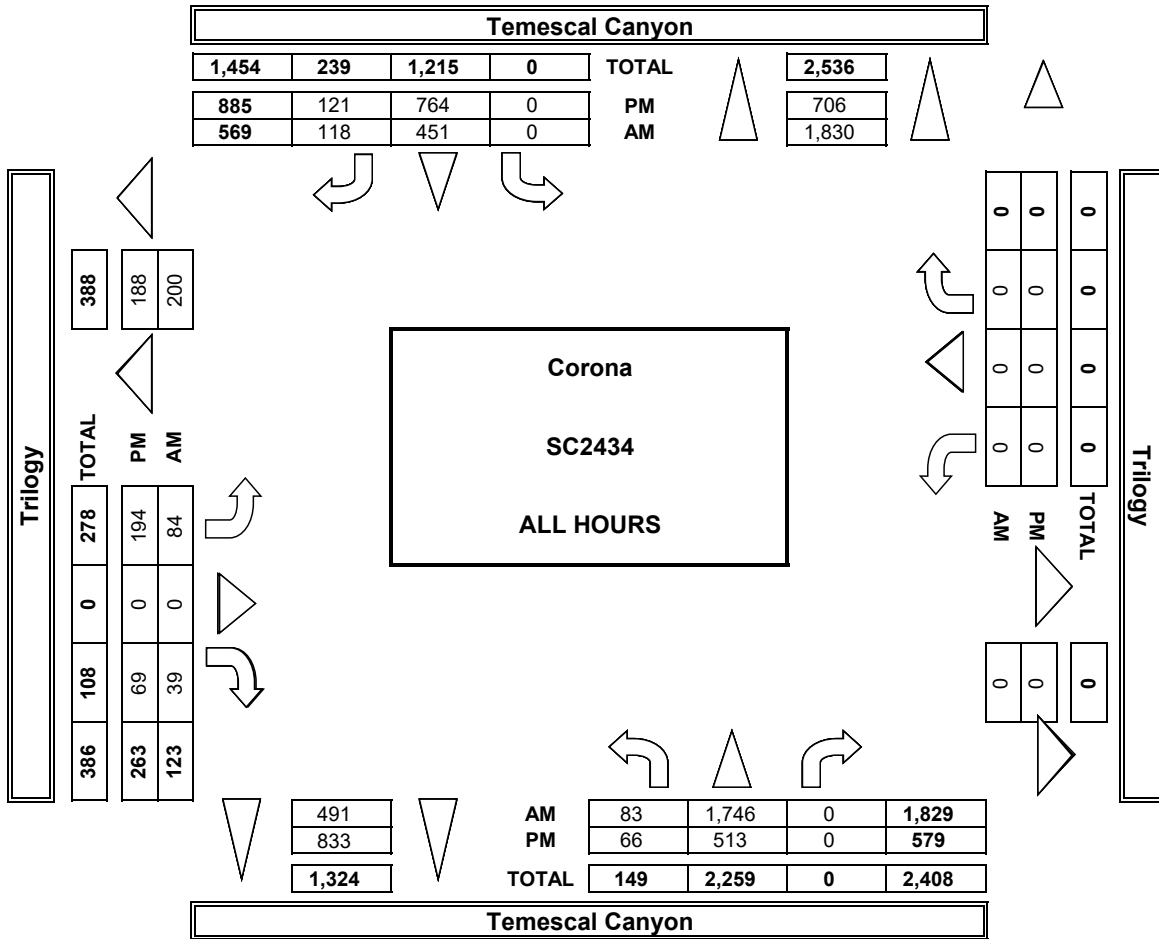 Temescal Canyon
1,454 239 1,215 0 TOTAL 2,536
885 121 764 0 PM 706
569 118 451 0 AM 1,830
Trilogy
TOTAL PM AM
388 188 200
278 194 84
0 0 0
108 69 39
386 263 123
Corona
SC2434
ALL HOURS
0 0 0
0 0 0
0 0 0
0 0 0
AM PM TOTAL
0 0 0
Trilogy
491 AM 83 1,746 0 1,829
833 PM 66 513 0 579
1,324 TOTAL 149 2,259 0 2,408
Temescal Canyon